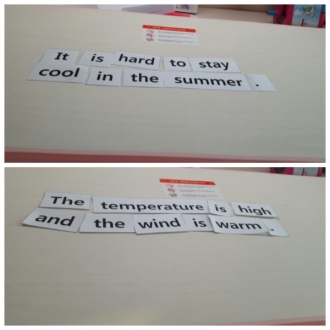 It is hard to stay
cool in the summer .
The temperature is high
and the wind is warm .